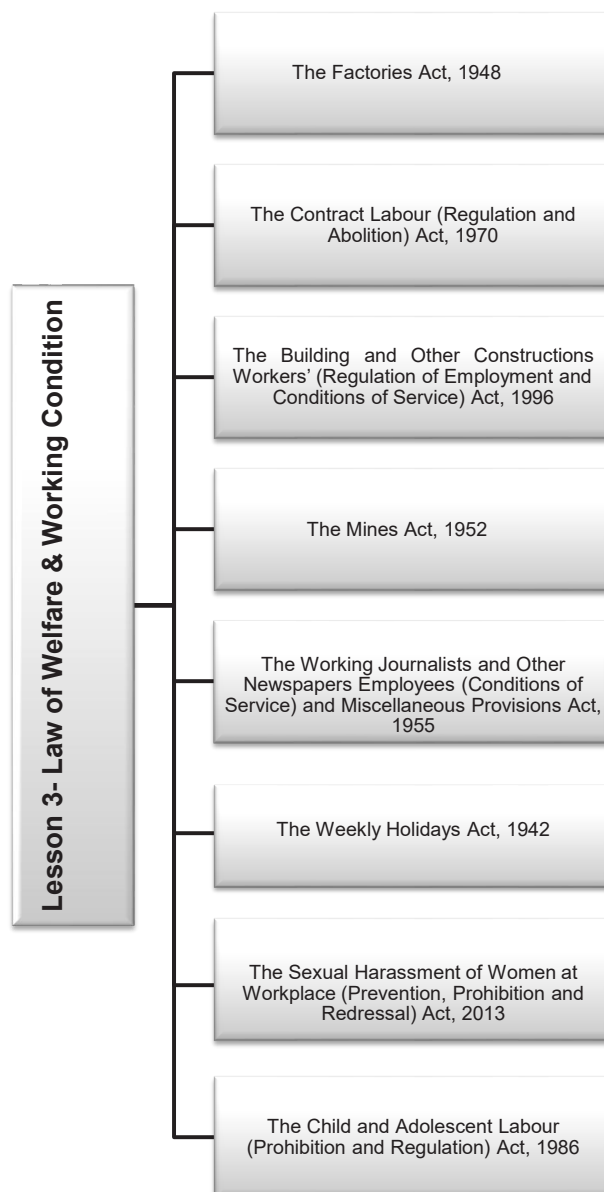 Lesson 3- Law of Welfare & Working Condition
The Factories Act, 1948
The Contract Labour (Regulation and
Abolition) Act, 1970
The Building and Other Constructions
Workers' (Regulation of Employment and
Conditions of Service) Act, 1996
The Mines Act, 1952
The Working Journalists and Other
Newspapers Employees (Conditions of
Service) and Miscellaneous Provisions Act,
1955
The Weekly Holidays Act, 1942
The Sexual Harassment of Women at
Workplace (Prevention, Prohibition and
Redressal) Act, 2013
The Child and Adolescent Labour
(Prohibition and Regulation) Act, 1986